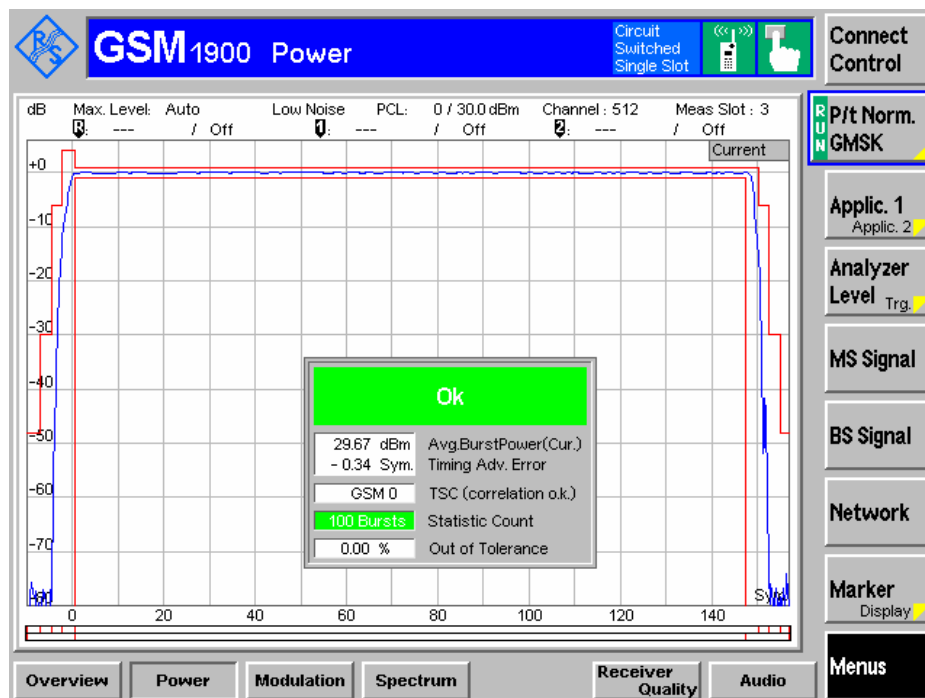 R/S
GSM 1900 Power
Circuit
Switched
Single Slot
Connect
Control
dB Max. Level: Auto Low Noise PCL: 0 / 30.0 dBm Channel : 512 Meas Slot : 3
R: --- / Off 1: --- / Off 2: --- / Off
Current
RUN
P/t Norm.
GMSK
Applic. 1
Applic. 2
Analyzer
Level Trg.
MS Signal
BS Signal
Network
Marker
Display
Menus
+0
-10
-20
-30
-40
-50
-60
-70
Ok
29.67 dBm Avg.BurstPower(Cur.)
- 0.34 Sym. Timing Adv. Error
GSM 0 TSC (correlation o.k.)
100 Bursts Statistic Count
0.00 % Out of Tolerance
0 20 40 60 80 100 120 140
Overview Power Modulation Spectrum Receiver
Quality Audio